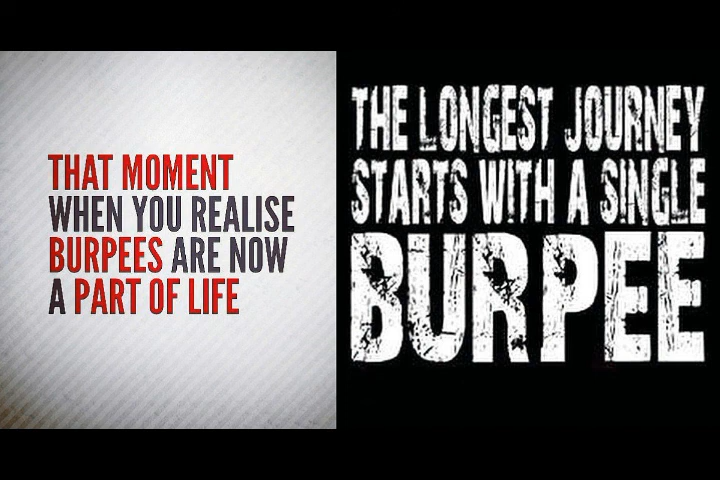 THAT MOMENT
WHEN YOU REALISE
BURPEES ARE NOW
A PART OF LIFE
THE LONGEST JOURNEY
STARTS WITH A SINGLE
BURPEE